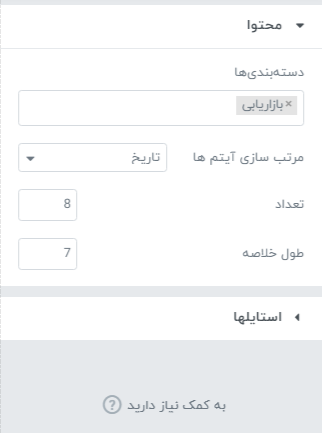 محتوا
دسته‌بندی‌ها
×بازاریابی
مرتب سازی آیتم ها
تاریخ
تعداد
8
طول خلاصه
7
استایلها
به کمک نیاز دارید ?